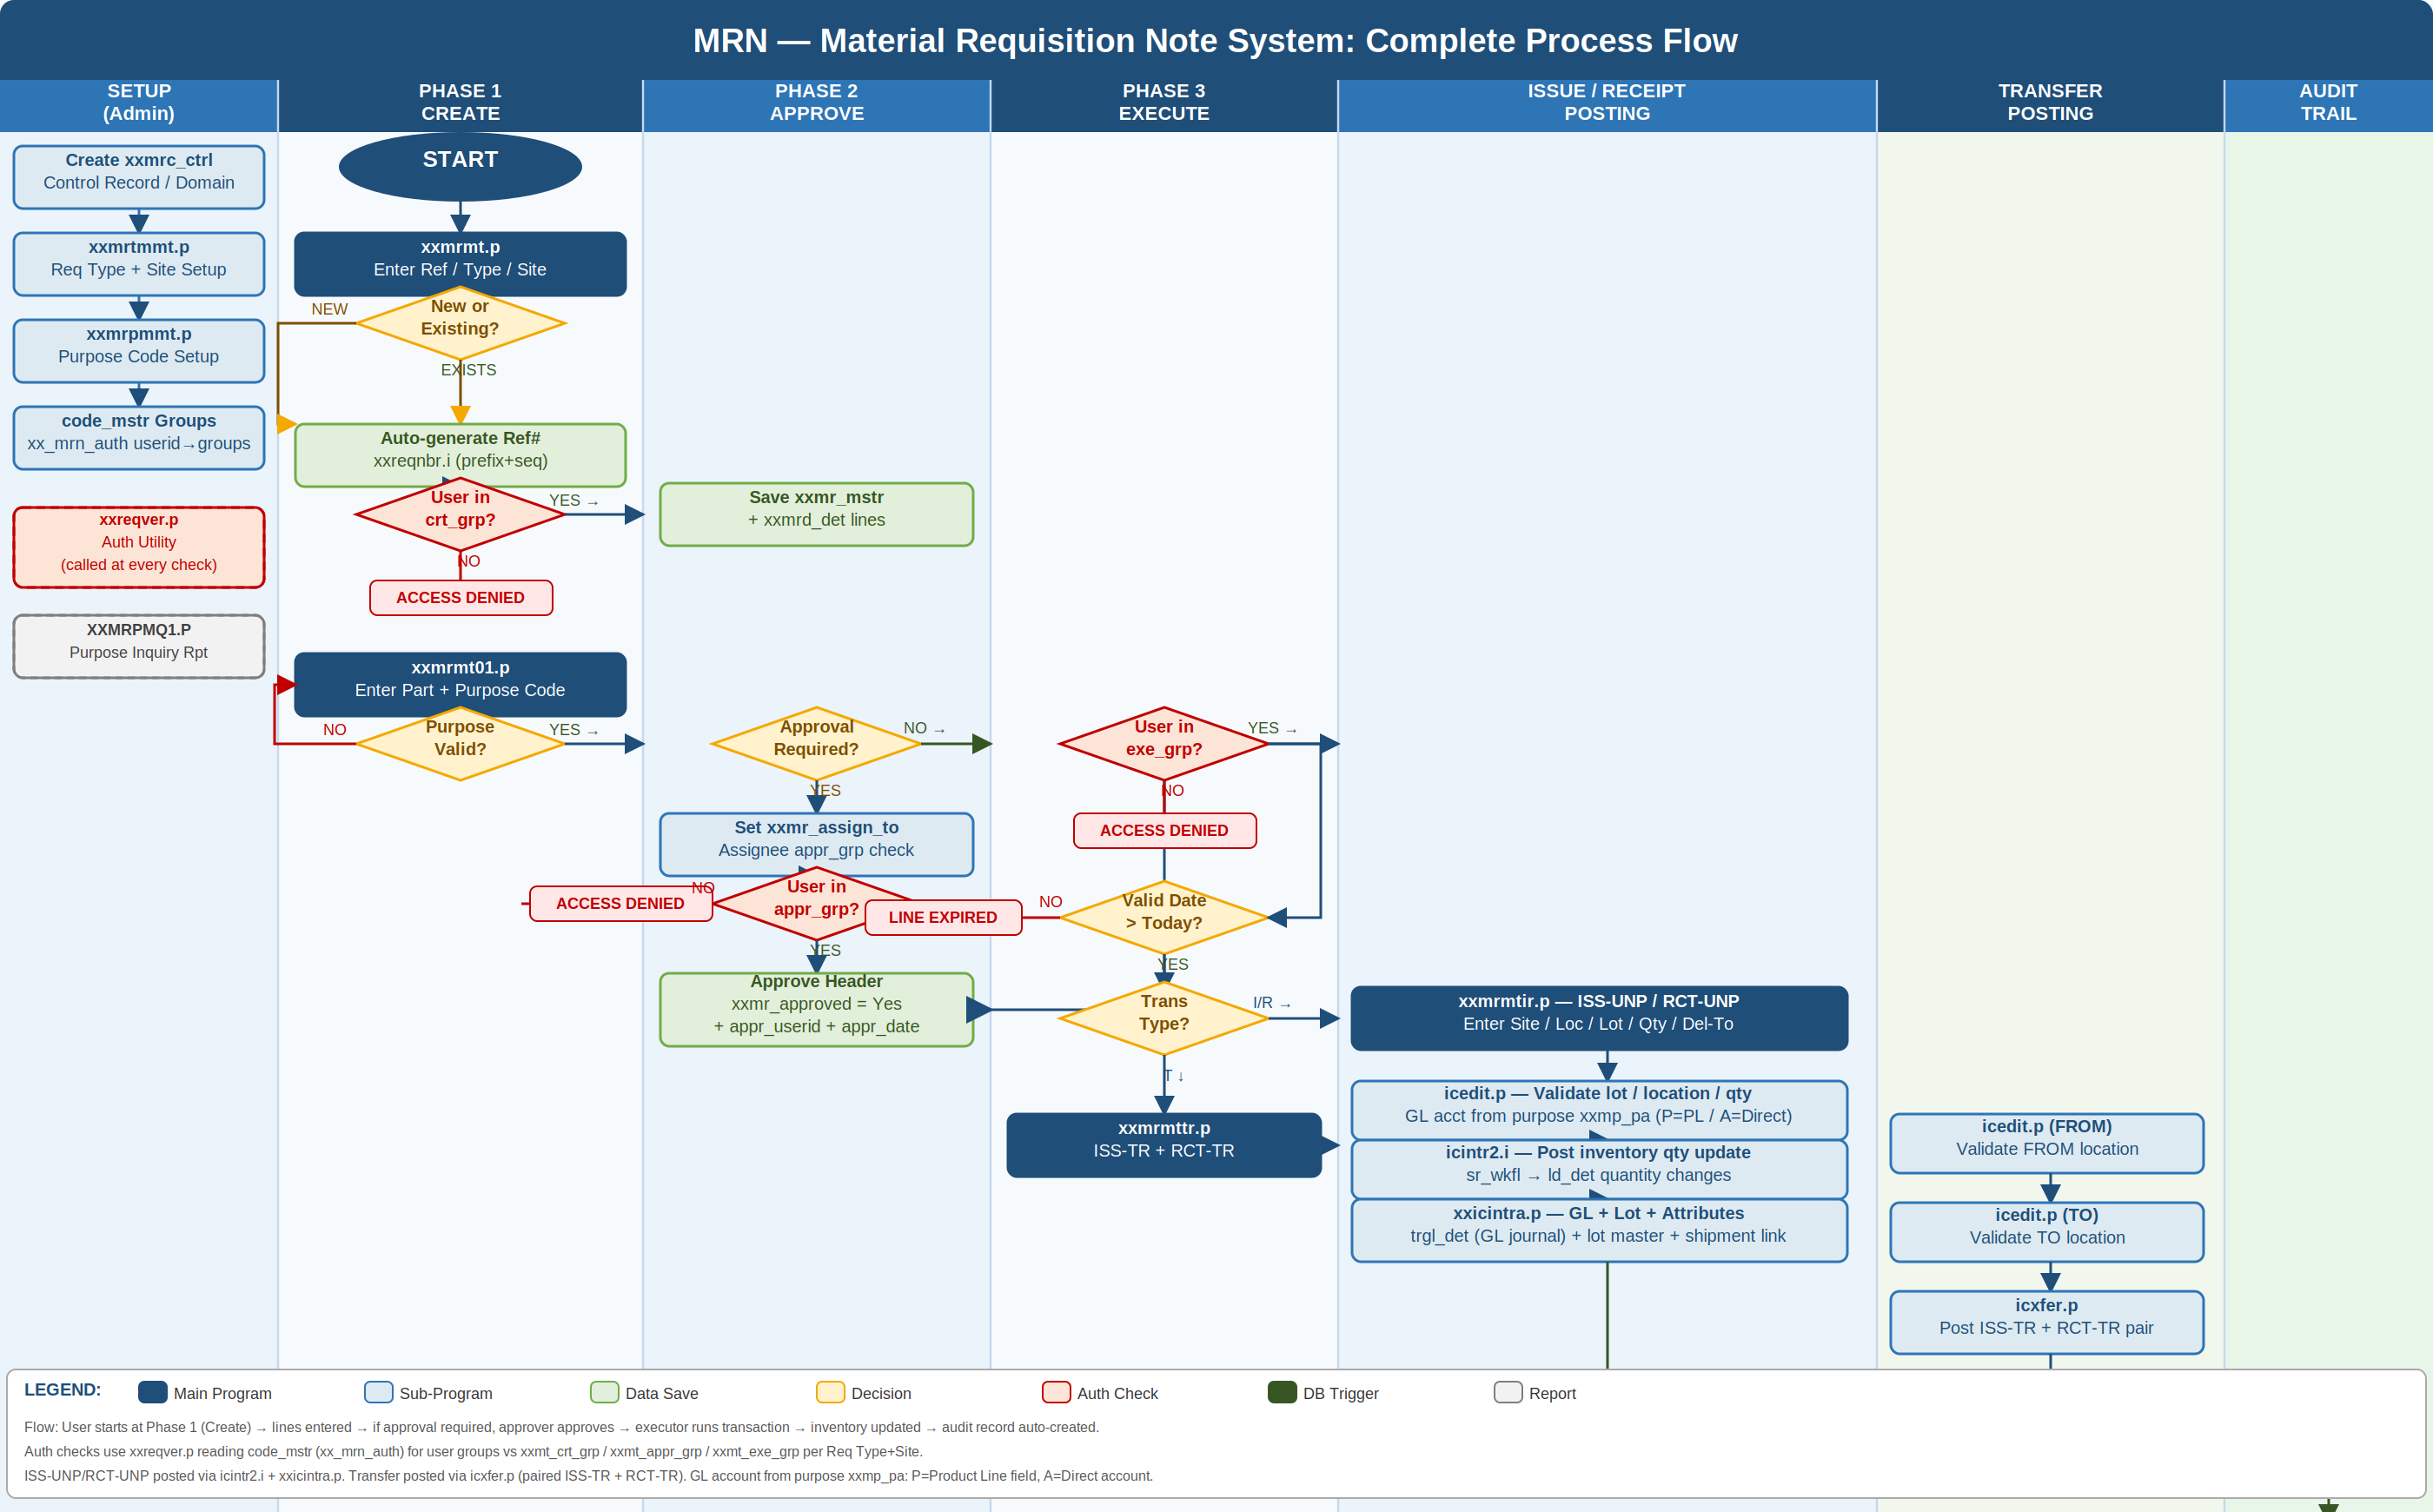 MRN — Material Requisition Note System: Complete Process Flow
SETUP
(Admin)
PHASE 1
CREATE
PHASE 2
APPROVE
PHASE 3
EXECUTE
ISSUE / RECEIPT
POSTING
TRANSFER
POSTING
AUDIT
TRAIL
Create xxmrc_ctrl
Control Record / Domain
xxmrtmmt.p
Req Type + Site Setup
xxmrpmmt.p
Purpose Code Setup
code_mstr Groups
xx_mrn_auth userid→groups
xxreqver.p
Auth Utility
(called at every check)
XXMRPMQ1.P
Purpose Inquiry Rpt
START
xxmrmt.p
Enter Ref / Type / Site
New or
Existing?
NEW
EXISTS
Auto-generate Ref#
xxreqnbr.i (prefix+seq)
User in
crt_grp?
YES →
NO
ACCESS DENIED
xxmrmt01.p
Enter Part + Purpose Code
Purpose
Valid?
NO
YES →
Save xxmr_mstr
+ xxmrd_det lines
Approval
Required?
NO →
YES
Set xxmr_assign_to
Assignee appr_grp check
User in
appr_grp?
NO
ACCESS DENIED
YES
Approve Header
xxmr_approved = Yes
+ appr_userid + appr_date
User in
exe_grp?
YES →
NO
ACCESS DENIED
Valid Date
> Today?
NO
LINE EXPIRED
YES
Trans
Type?
I/R →
T ↓
xxmrmttr.p
ISS-TR + RCT-TR
xxmrmtir.p — ISS-UNP / RCT-UNP
Enter Site / Loc / Lot / Qty / Del-To
icedit.p — Validate lot / location / qty
GL acct from purpose xxmp_pa (P=PL / A=Direct)
icintr2.i — Post inventory qty update
sr_wkfl → ld_det quantity changes
xxicintra.p — GL + Lot + Attributes
trgl_det (GL journal) + lot master + shipment link
icedit.p (FROM)
Validate FROM location
icedit.p (TO)
Validate TO location
icxfer.p
Post ISS-TR + RCT-TR pair
LEGEND:
Main Program
Sub-Program
Data Save
Decision
Auth Check
DB Trigger
Report
Flow: User starts at Phase 1 (Create) → lines entered → if approval required, approver approves → executor runs transaction → inventory updated → audit record auto-created.
Auth checks use xxreqver.p reading code_mstr (xx_mrn_auth) for user groups vs xxmt_crt_grp / xxmt_appr_grp / xxmt_exe_grp per Req Type+Site.
ISS-UNP/RCT-UNP posted via icintr2.i + xxicintra.p. Transfer posted via icxfer.p (paired ISS-TR + RCT-TR). GL account from purpose xxmp_pa: P=Product Line field, A=Direct account.